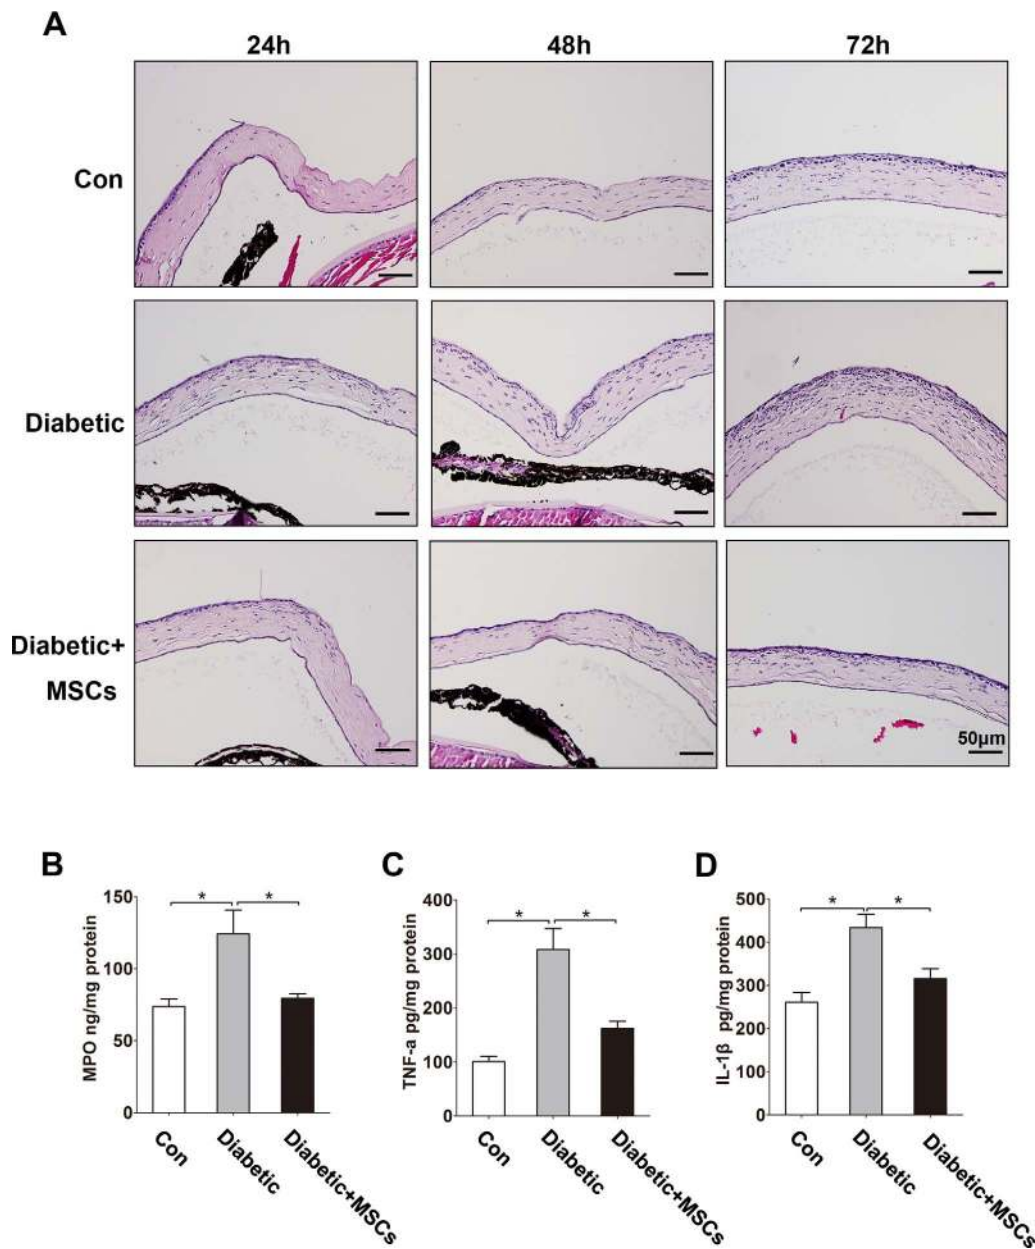 A
24h 48h 72h
Con
Diabetic
Diabetic+
MSCs
50µm
B
MPO ng/mg protein
150
100
50
0
* *
Con Diabetic Diabetic+MSCs
C
TNF-a pg/mg protein
400
300
200
100
0
* *
Con Diabetic Diabetic+MSCs
D
IL-1β pg/mg protein
500
400
300
200
100
0
* *
Con Diabetic Diabetic+MSCs